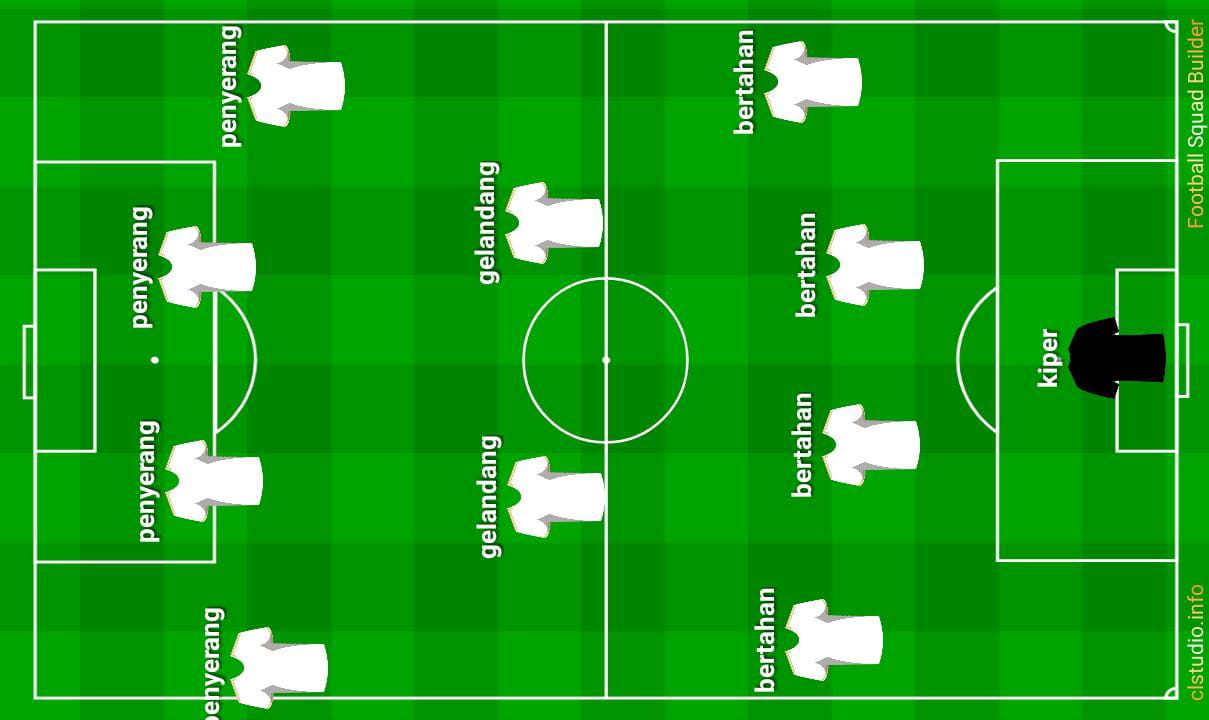 penyerang
penyerang
penyerang
penyerang
gelandang
gelandang
bertahan
bertahan
bertahan
bertahan
kiper
clstudio.info
Football Squad Builder